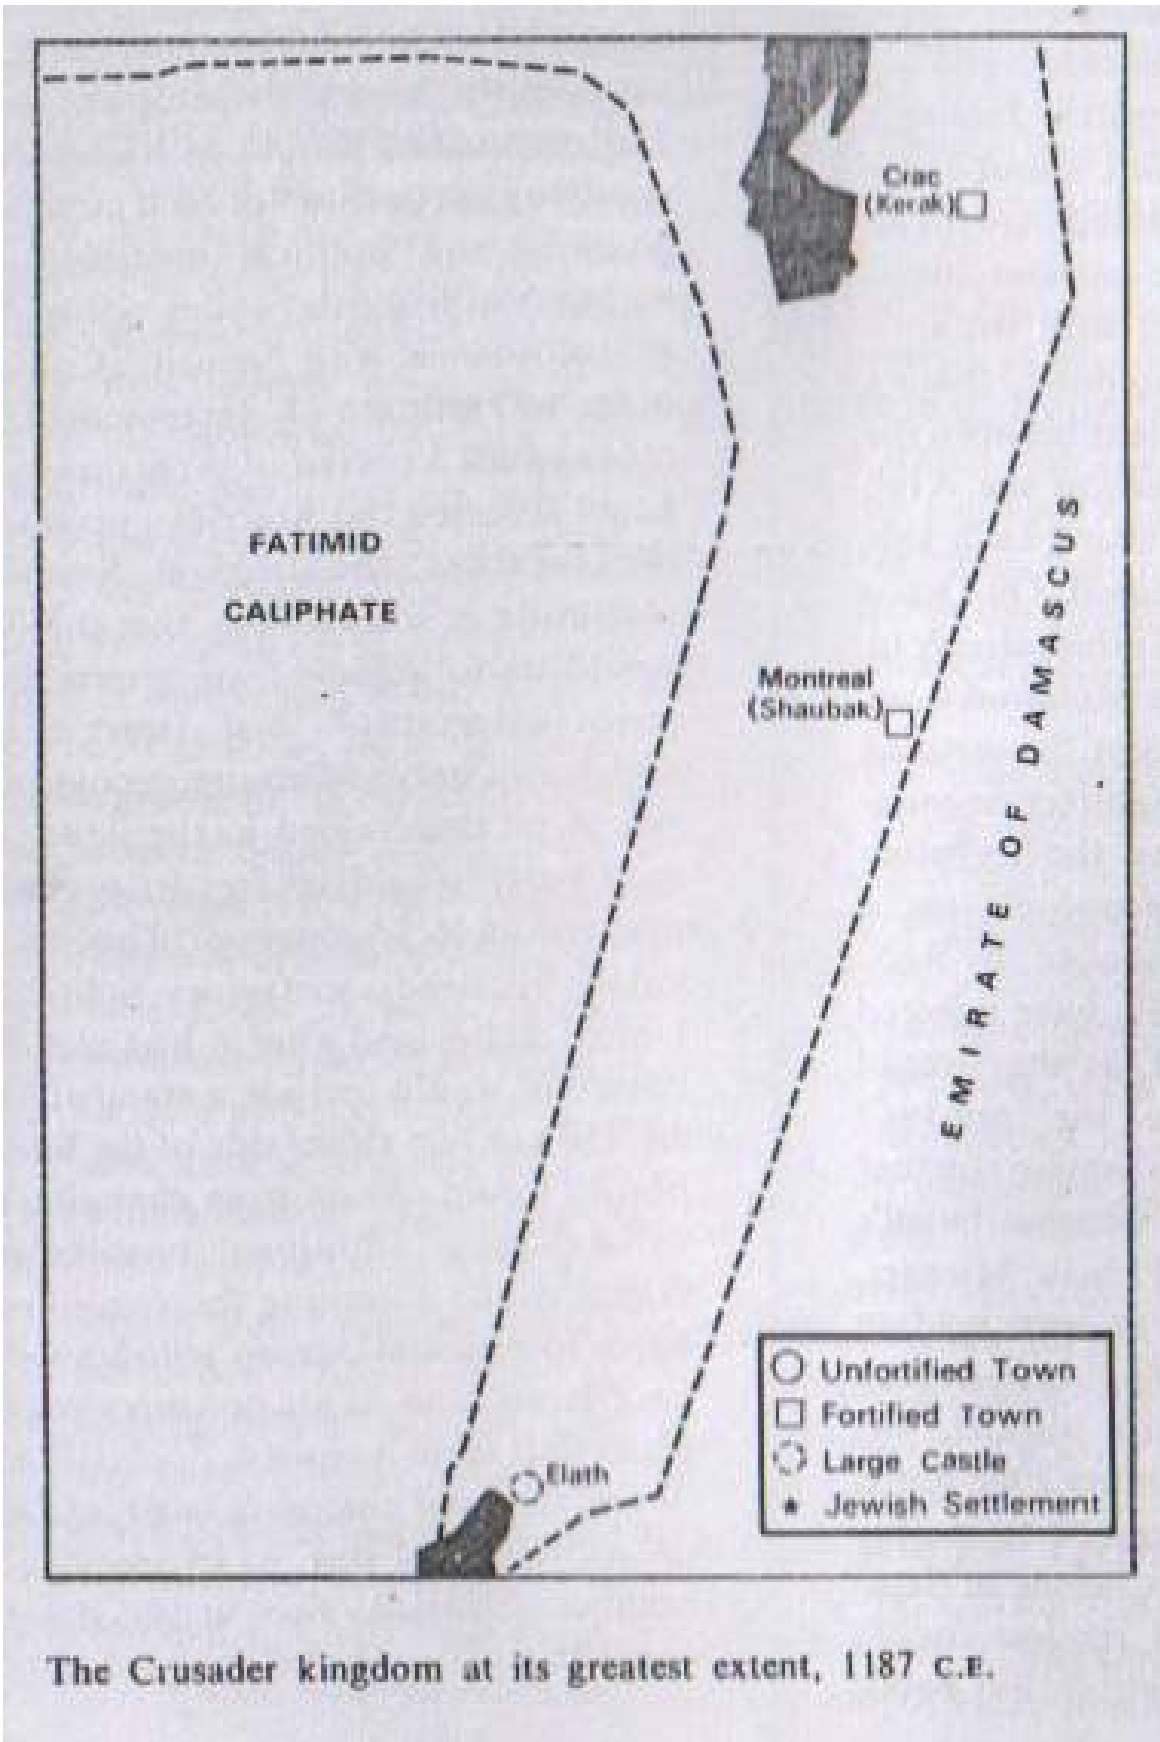 Crac
(Kerak)
FATIMID
CALIPHATE
Montreal
(Shaubak)
EMIRATE OF DAMASCUS
Elath
Unfortified Town
Fortified Town
Large Castle
Jewish Settlement
The Crusader kingdom at its greatest extent, 1187 C.E.